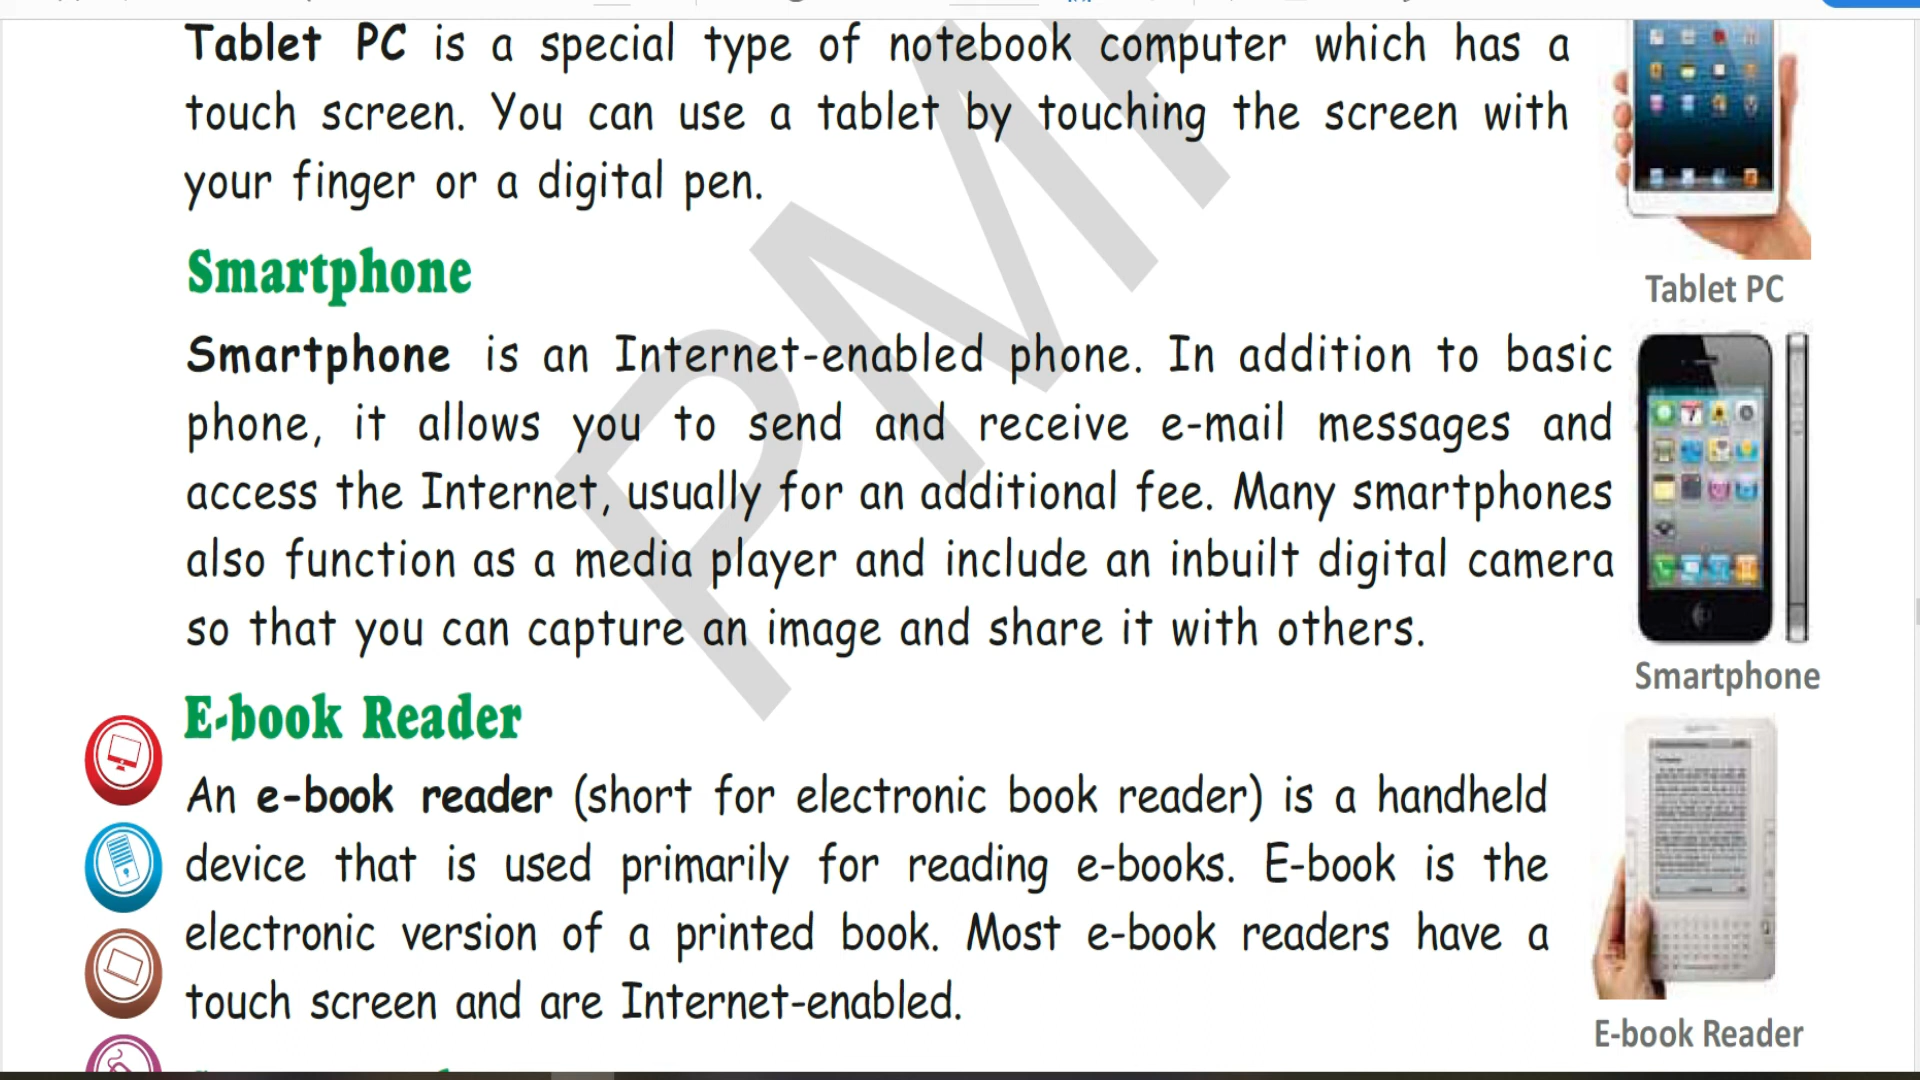 Tablet PC is a special type of notebook computer which has a
touch screen. You can use a tablet by touching the screen with
your finger or a digital pen.
Tablet PC
Smartphone
Smartphone is an Internet-enabled phone. In addition to basic
phone, it allows you to send and receive e-mail messages and
access the Internet, usually for an additional fee. Many smartphones
also function as a media player and include an inbuilt digital camera
so that you can capture an image and share it with others.
Smartphone
E-book Reader
An e-book reader (short for electronic book reader) is a handheld
device that is used primarily for reading e-books. E-book is the
electronic version of a printed book. Most e-book readers have a
touch screen and are Internet-enabled.
E-book Reader